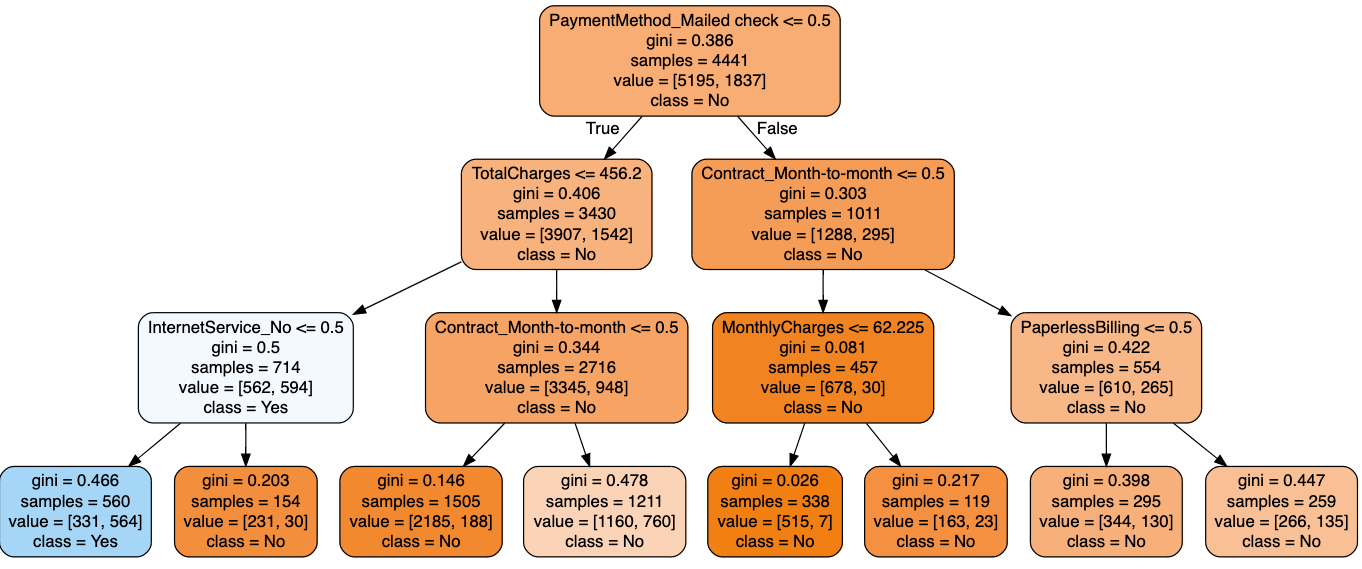 PaymentMethod_Mailed check <= 0.5
gini = 0.386
samples = 4441
value = [5195, 1837]
class = No
True
False
TotalCharges <= 456.2
gini = 0.406
samples = 3430
value = [3907, 1542]
class = No
Contract_Month-to-month <= 0.5
gini = 0.303
samples = 1011
value = [1288, 295]
class = No
InternetService_No <= 0.5
gini = 0.5
samples = 714
value = [562, 594]
class = Yes
Contract_Month-to-month <= 0.5
gini = 0.344
samples = 2716
value = [3345, 948]
class = No
MonthlyCharges <= 62.225
gini = 0.081
samples = 457
value = [678, 30]
class = No
PaperlessBilling <= 0.5
gini = 0.422
samples = 554
value = [610, 265]
class = No
gini = 0.466
samples = 560
value = [331, 564]
class = Yes
gini = 0.203
samples = 154
value = [231, 30]
class = No
gini = 0.146
samples = 1505
value = [2185, 188]
class = No
gini = 0.478
samples = 1211
value = [1160, 760]
class = No
gini = 0.026
samples = 338
value = [515, 7]
class = No
gini = 0.217
samples = 119
value = [163, 23]
class = No
gini = 0.398
samples = 295
value = [344, 130]
class = No
gini = 0.447
samples = 259
value = [266, 135]
class = No